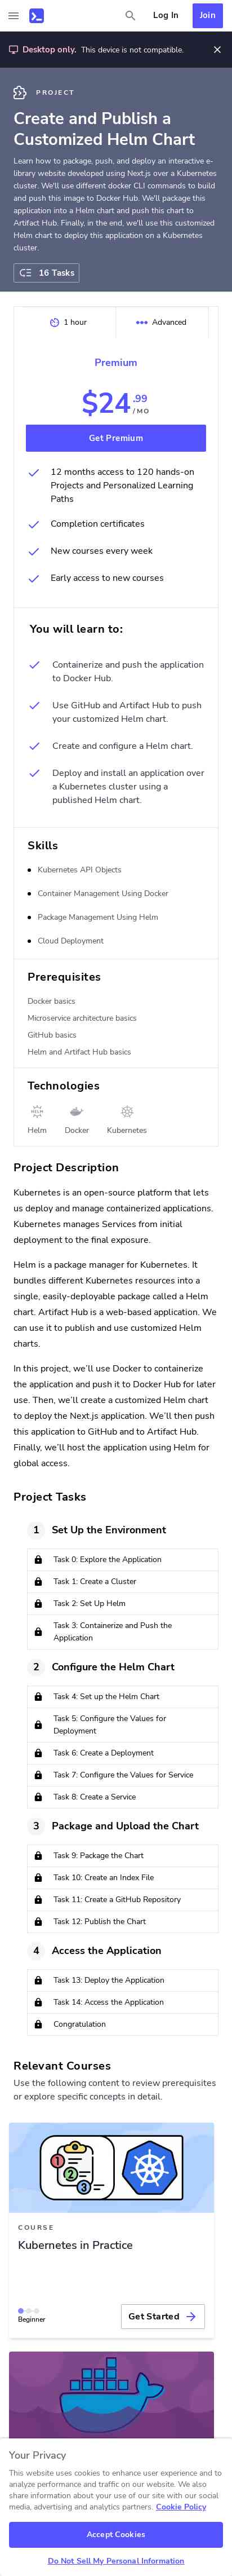 Log In
Join
Desktop only. This device is not compatible.
PROJECT
Create and Publish a
Customized Helm Chart
Learn how to package, push, and deploy an interactive e-
library website developed using Next.js over a Kubernetes
cluster. We'll use different docker CLI commands to build
and push this image to Docker Hub. We'll package this
application into a Helm chart and push this chart to
Artifact Hub. Finally, in the end, we'll use this customized
Helm chart to deploy this application on a Kubernetes
cluster.
16 Tasks
1 hour
Advanced
Premium
$24.99
/ MO
Get Premium
12 months access to 120 hands-on
Projects and Personalized Learning
Paths
Completion certificates
New courses every week
Early access to new courses
You will learn to:
Containerize and push the application
to Docker Hub.
Use GitHub and Artifact Hub to push
your customized Helm chart.
Create and configure a Helm chart.
Deploy and install an application over
a Kubernetes cluster using a
published Helm chart.
Skills
Kubernetes API Objects
Container Management Using Docker
Package Management Using Helm
Cloud Deployment
Prerequisites
Docker basics
Microservice architecture basics
GitHub basics
Helm and Artifact Hub basics
Technologies
HELM
Helm
Docker
Kubernetes
Project Description
Kubernetes is an open-source platform that lets
us deploy and manage containerized applications.
Kubernetes manages Services from initial
deployment to the final exposure.
Helm is a package manager for Kubernetes. It
bundles different Kubernetes resources into a
single, easily-deployable package called a Helm
chart. Artifact Hub is a web-based application. We
can use it to publish and use customized Helm
charts.
In this project, we’ll use Docker to containerize
the application and push it to Docker Hub for later
use. Then, we’ll create a customized Helm chart
to deploy the Next.js application. We’ll then push
this application to GitHub and to Artifact Hub.
Finally, we’ll host the application using Helm for
global access.
Project Tasks
1 Set Up the Environment
Task 0: Explore the Application
Task 1: Create a Cluster
Task 2: Set Up Helm
Task 3: Containerize and Push the
Application
2 Configure the Helm Chart
Task 4: Set up the Helm Chart
Task 5: Configure the Values for
Deployment
Task 6: Create a Deployment
Task 7: Configure the Values for Service
Task 8: Create a Service
3 Package and Upload the Chart
Task 9: Package the Chart
Task 10: Create an Index File
Task 11: Create a GitHub Repository
Task 12: Publish the Chart
4 Access the Application
Task 13: Deploy the Application
Task 14: Access the Application
Congratulation
Relevant Courses
Use the following content to review prerequisites
or explore specific concepts in detail.
1
2
3
COURSE
Kubernetes in Practice
Beginner
Get Started
Your Privacy
This website uses cookies to enhance user experience and to
analyze performance and traffic on our website. We also
share information about your use of our site with our social
media, advertising and analytics partners. Cookie Policy
Accept Cookies
Do Not Sell My Personal Information